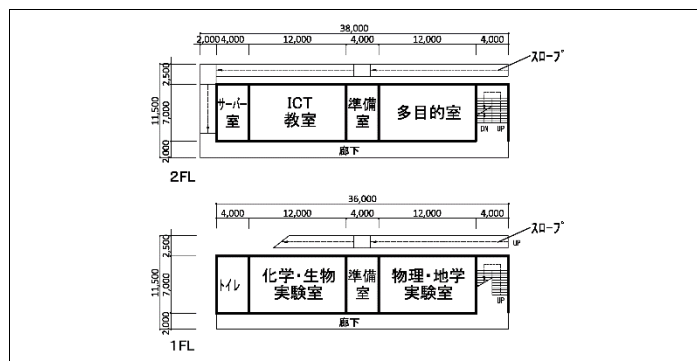 38,000
2,000 4,000 12,000 4,000 12,000 4,000
スロープ
2,500
7,000
2,000
11,500
サーバー
室
ICT
教室
準備
室
多目的室
DN UP
廊下
2FL
36,000
4,000 12,000 4,000 12,000 4,000
スロープ
UP
2,500
7,000
2,000
11,500
トイレ
化学・生物
実験室
準備
室
物理・地学
実験室
UP
廊下
1FL